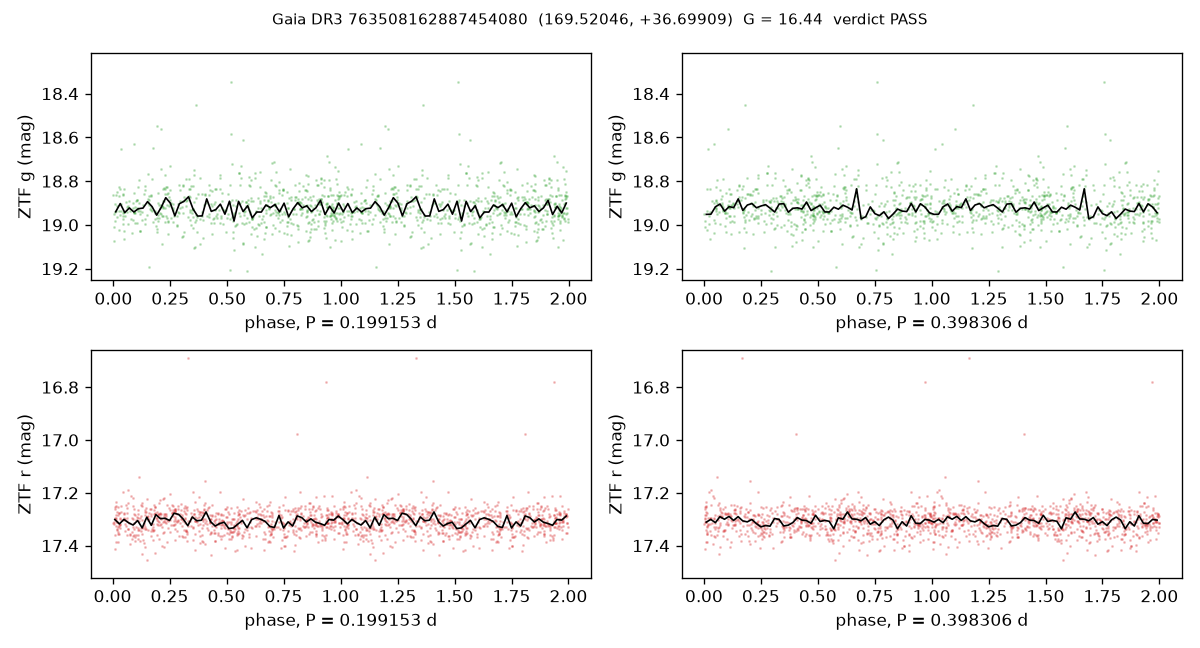 Gaia DR3 763508162887454080 (169.52046, +36.69909) G = 16.44 verdict PASS
ZTF g (mag)
18.4
18.6
18.8
19.0
19.2
0.00 0.25 0.50 0.75 1.00 1.25 1.50 1.75 2.00
phase, P = 0.199153 d
ZTF g (mag)
18.4
18.6
18.8
19.0
19.2
0.00 0.25 0.50 0.75 1.00 1.25 1.50 1.75 2.00
phase, P = 0.398306 d
ZTF r (mag)
16.8
17.0
17.2
17.4
0.00 0.25 0.50 0.75 1.00 1.25 1.50 1.75 2.00
phase, P = 0.199153 d
ZTF r (mag)
16.8
17.0
17.2
17.4
0.00 0.25 0.50 0.75 1.00 1.25 1.50 1.75 2.00
phase, P = 0.398306 d